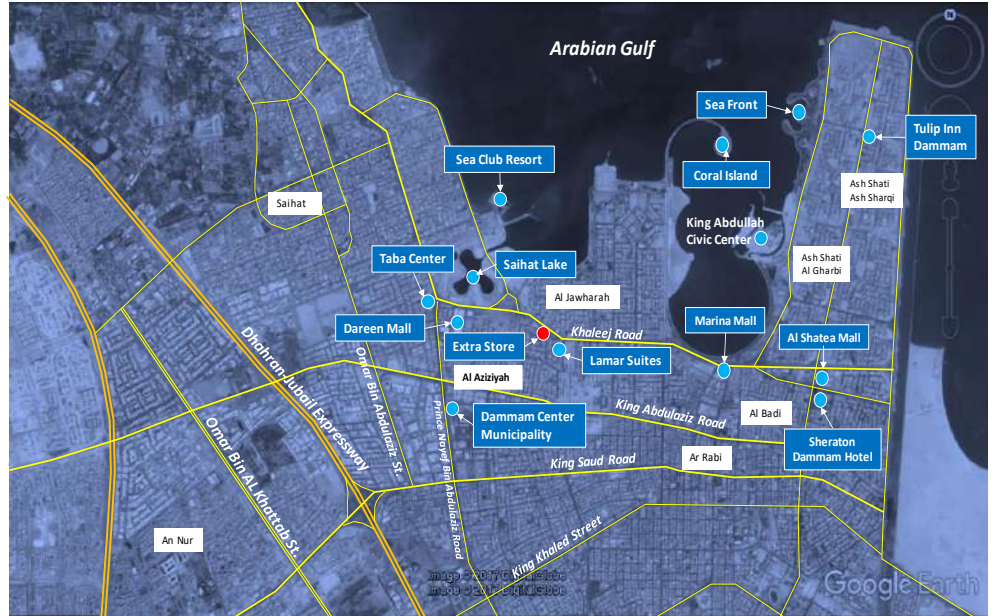 Arabian Gulf
N
Sea Front
Tulip Inn
Dammam
Sea Club Resort
Coral Island
Ash Shati
Ash Sharqi
Saihat
King Abdullah
Civic Center
Taba Center
Saihat Lake
Ash Shati
Al Gharbi
Al Jawharah
Dareen Mall
Khaleej Road
Marina Mall
Al Shatea Mall
Extra Store
Lamar Suites
Al Aziziyah
Dhahran-Jubail Expressway
Omar Bin Abdulaziz St.
Prince Nayef Bin Abdulaziz Road
Dammam Center
Municipality
King Abdulaziz Road
Al Badi
Sheraton
Dammam Hotel
Omar Bin AL Khattab St.
King Saud Road
Ar Rabi
An Nur
King Khaled Street
Google Earth